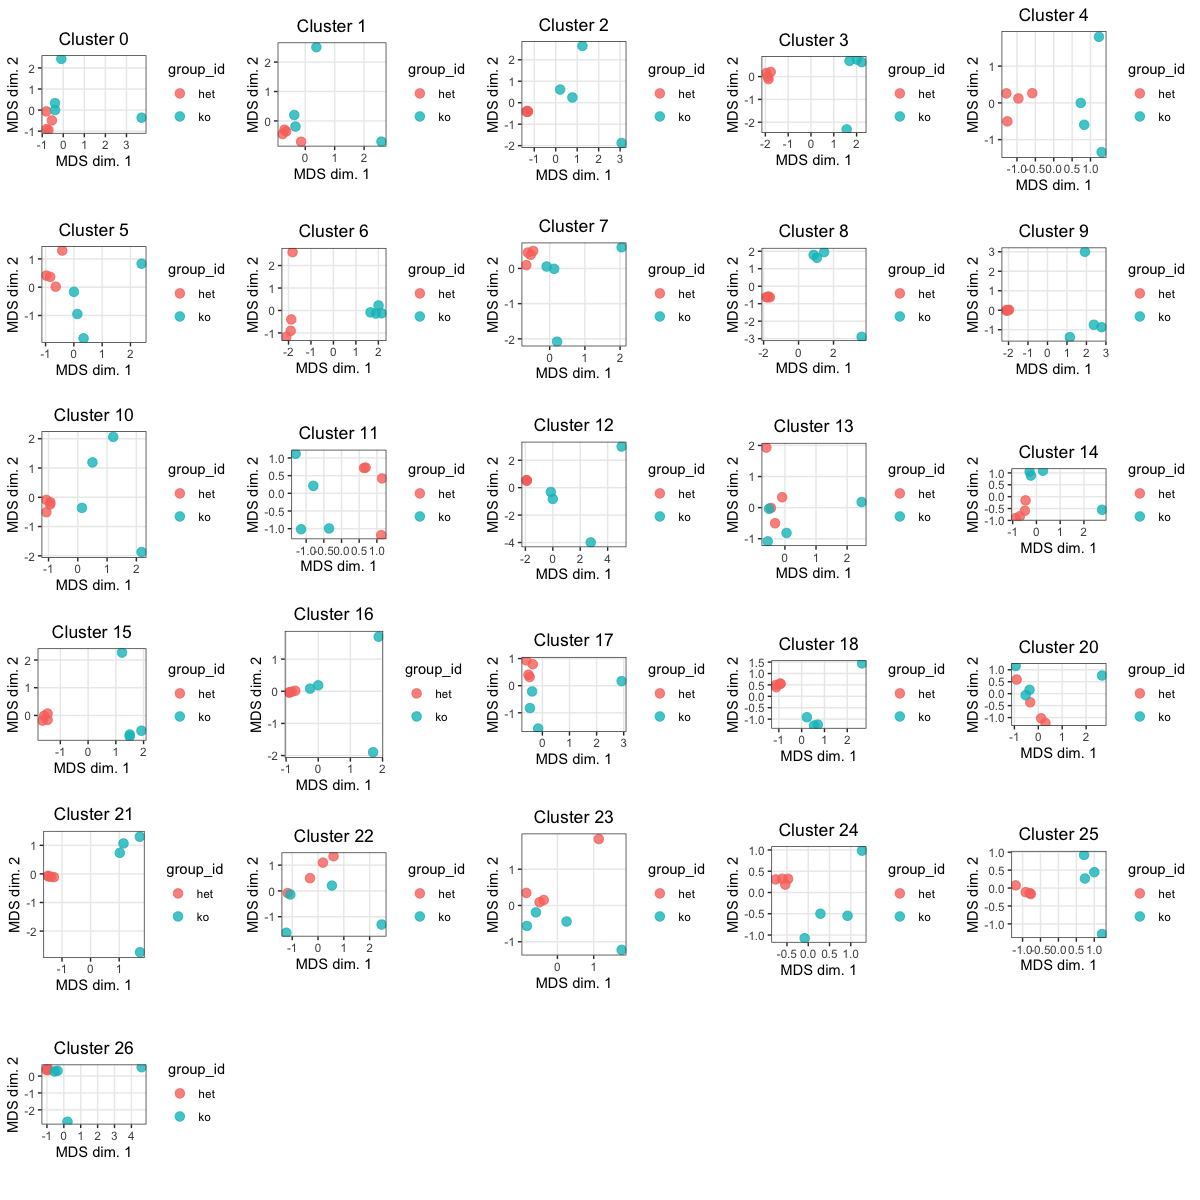 Cluster 0
MDS dim. 2
2
1
0
-1
-1 0 1 2 3
MDS dim. 1
group_id
het
ko
Cluster 1
MDS dim. 2
2
0
0 2
MDS dim. 1
group_id
het
ko
Cluster 2
MDS dim. 2
2
1
0
-1
-2
-1 0 1 2 3
MDS dim. 1
group_id
het
ko
Cluster 3
MDS dim. 2
0
-1
-2
-2 -1 0 1 2
MDS dim. 1
group_id
het
ko
Cluster 4
MDS dim. 2
1
0
-1
-1.0 -0.5 0.0 0.5 1.0
MDS dim. 1
group_id
het
ko
Cluster 5
MDS dim. 2
1
0
-1
-1 0 1 2
MDS dim. 1
group_id
het
ko
Cluster 6
MDS dim. 2
2
1
0
-1
-2 -1 0 1 2
MDS dim. 1
group_id
het
ko
Cluster 7
MDS dim. 2
0
-1
-2
0 1 2
MDS dim. 1
group_id
het
ko
Cluster 8
MDS dim. 2
2
1
0
-1
-2
-3
-2 0 2
MDS dim. 1
group_id
het
ko
Cluster 9
MDS dim. 2
3
2
1
0
-1
-2 -1 0 1 2 3
MDS dim. 1
group_id
het
ko
Cluster 10
MDS dim. 2
2
1
0
-1
-2
-1 0 1 2
MDS dim. 1
group_id
het
ko
Cluster 11
MDS dim. 2
1.0
0.5
0.0
-0.5
-1.0
-1.0 -0.5 0.0 0.5 1.0
MDS dim. 1
group_id
het
ko
Cluster 12
MDS dim. 2
2
0
-2
-4
-2 0 2 4
MDS dim. 1
group_id
het
ko
Cluster 13
MDS dim. 2
2
1
0
-1
0 1 2
MDS dim. 1
group_id
het
ko
Cluster 14
MDS dim. 2
1.0
0.5
0.0
-0.5
-1.0
-1 0 1 2
MDS dim. 1
group_id
het
ko
Cluster 15
MDS dim. 2
2
1
0
-1 0 1 2
MDS dim. 1
group_id
het
ko
Cluster 16
MDS dim. 2
1
0
-1
-2
-1 0 1 2
MDS dim. 1
group_id
het
ko
Cluster 17
MDS dim. 2
1
0
-1
0 1 2 3
MDS dim. 1
group_id
het
ko
Cluster 18
MDS dim. 2
1.5
1.0
0.5
0.0
-0.5
-1.0
-1 0 1 2
MDS dim. 1
group_id
het
ko
Cluster 20
MDS dim. 2
1.0
0.5
0.0
-0.5
-1.0
-1 0 1 2
MDS dim. 1
group_id
het
ko
Cluster 21
MDS dim. 2
1
0
-1
-2
-1 0 1
MDS dim. 1
group_id
het
ko
Cluster 22
MDS dim. 2
1
0
-1
-1 0 1 2
MDS dim. 1
group_id
het
ko
Cluster 23
MDS dim. 2
1
0
-1
0 1
MDS dim. 1
group_id
het
ko
Cluster 24
MDS dim. 2
1.0
0.5
0.0
-0.5
-1.0
-0.5 0.0 0.5 1.0
MDS dim. 1
group_id
het
ko
Cluster 25
MDS dim. 2
1.0
0.5
0.0
-0.5
-1.0
-1.0 -0.5 0.0 0.5 1.0
MDS dim. 1
group_id
het
ko
Cluster 26
MDS dim. 2
0
-1
-2
-1 0 1 2 3 4
MDS dim. 1
group_id
het
ko